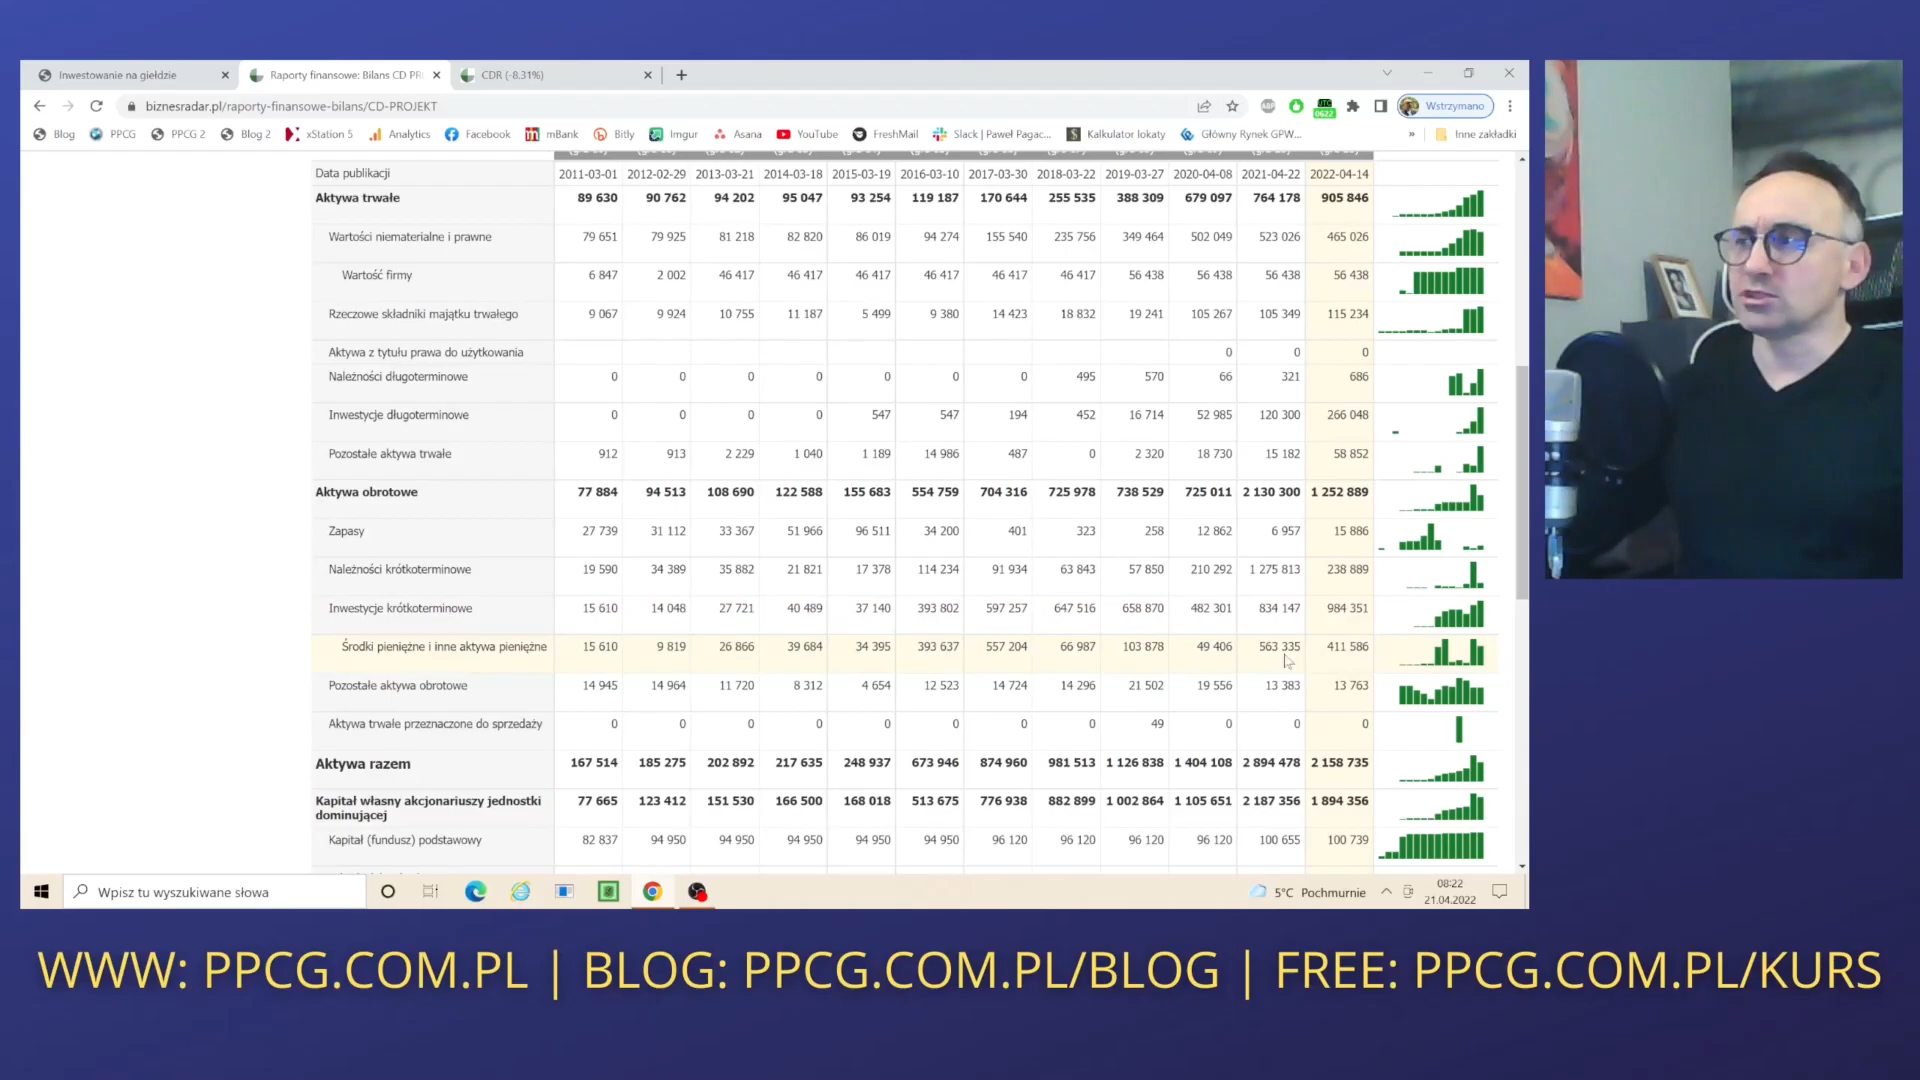 Inwestowanie na giełdzie
Raporty finansowe: Bilans CD PR
CDR (-8.31%)
biznesradar.pl/raporty-finansowe-bilans/CD-PROJEKT
ABP
UTC
0622
Wstrzymano
Blog PPCG PPCG 2 Blog 2 xStation 5 Analytics Facebook mBank Bitly Imgur Asana YouTube FreshMail Slack | Paweł Pagac... Kalkulator lokaty Główny Rynek GPW... » Inne zakładki
Data publikacji 2011-03-01 2012-02-29 2013-03-21 2014-03-18 2015-03-19 2016-03-10 2017-03-30 2018-03-22 2019-03-27 2020-04-08 2021-04-22 2022-04-14
Aktywa trwałe 89 630 90 762 94 202 95 047 93 254 119 187 170 644 255 535 388 309 679 097 764 178 905 846
Wartości niematerialne i prawne 79 651 79 925 81 218 82 820 86 019 94 274 155 540 235 756 349 464 502 049 523 026 465 026
Wartość firmy 6 847 2 002 46 417 46 417 46 417 46 417 46 417 46 417 56 438 56 438 56 438 56 438
Rzeczowe składniki majątku trwałego 9 067 9 924 10 755 11 187 5 499 9 380 14 423 18 832 19 241 105 267 105 349 115 234
Aktywa z tytułu prawa do użytkowania 0 0 0
Należności długoterminowe 0 0 0 0 0 0 0 495 570 66 321 686
Inwestycje długoterminowe 0 0 0 0 547 547 194 452 16 714 52 985 120 300 266 048
Pozostałe aktywa trwałe 912 913 2 229 1 040 1 189 14 986 487 0 2 320 18 730 15 182 58 852
Aktywa obrotowe 77 884 94 513 108 690 122 588 155 683 554 759 704 316 725 978 738 529 725 011 2 130 300 1 252 889
Zapasy 27 739 31 112 33 367 51 966 96 511 34 200 401 323 258 12 862 6 957 15 886
Należności krótkoterminowe 19 590 34 389 35 882 21 821 17 378 114 234 91 934 63 843 57 850 210 292 1 275 813 238 889
Inwestycje krótkoterminowe 15 610 14 048 27 721 40 489 37 140 393 802 597 257 647 516 658 870 482 301 834 147 984 351
Środki pieniężne i inne aktywa pieniężne 15 610 9 819 26 866 39 684 34 395 393 637 557 204 66 987 103 878 49 406 563 335 411 586
Pozostałe aktywa obrotowe 14 945 14 964 11 720 8 312 4 654 12 523 14 724 14 296 21 502 19 556 13 383 13 763
Aktywa trwałe przeznaczone do sprzedaży 0 0 0 0 0 0 0 0 49 0 0 0
Aktywa razem 167 514 185 275 202 892 217 635 248 937 673 946 874 960 981 513 1 126 838 1 404 108 2 894 478 2 158 735
Kapitał własny akcjonariuszy jednostki
dominującej 77 665 123 412 151 530 166 500 168 018 513 675 776 938 882 899 1 002 864 1 105 651 2 187 356 1 894 356
Kapitał (fundusz) podstawowy 82 837 94 950 94 950 94 950 94 950 94 950 96 120 96 120 96 120 96 120 100 655 100 739
Wpisz tu wyszukiwane słowa
5°C Pochmurnie
08:22
21.04.2022
WWW: PPCG.COM.PL | BLOG: PPCG.COM.PL/BLOG | FREE: PPCG.COM.PL/KURS